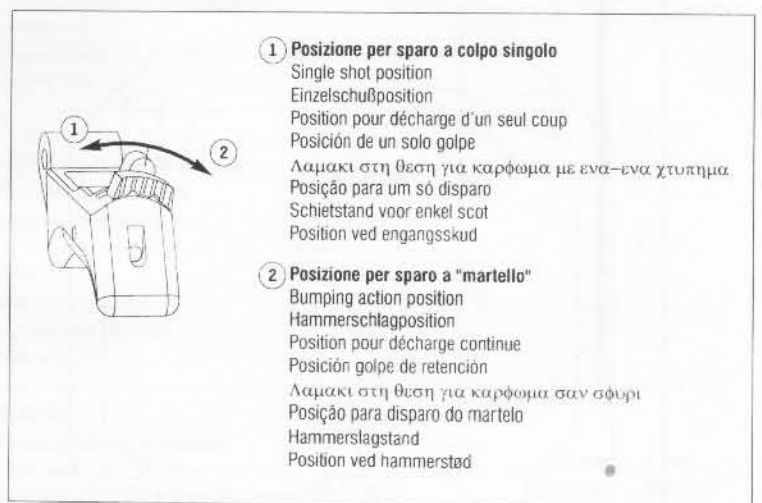 1 Posizione per sparo a colpo singolo
Single shot position
Einzelschußposition
Position pour décharge d'un seul coup
Posición de un solo golpe
Λαμακι στη θεση για καρφωμα με ενα–ενα χτυπημα
Posição para um só disparo
Schietstand voor enkel scot
Position ved engangsskud
1
2
2 Posizione per sparo a "martello"
Bumping action position
Hammerschlagposition
Position pour décharge continue
Posición golpe de retención
Λαμακι στη θεση για καρφωμα σαν σφυρι
Posição para disparo do martelo
Hammerslagstand
Position ved hammerstød